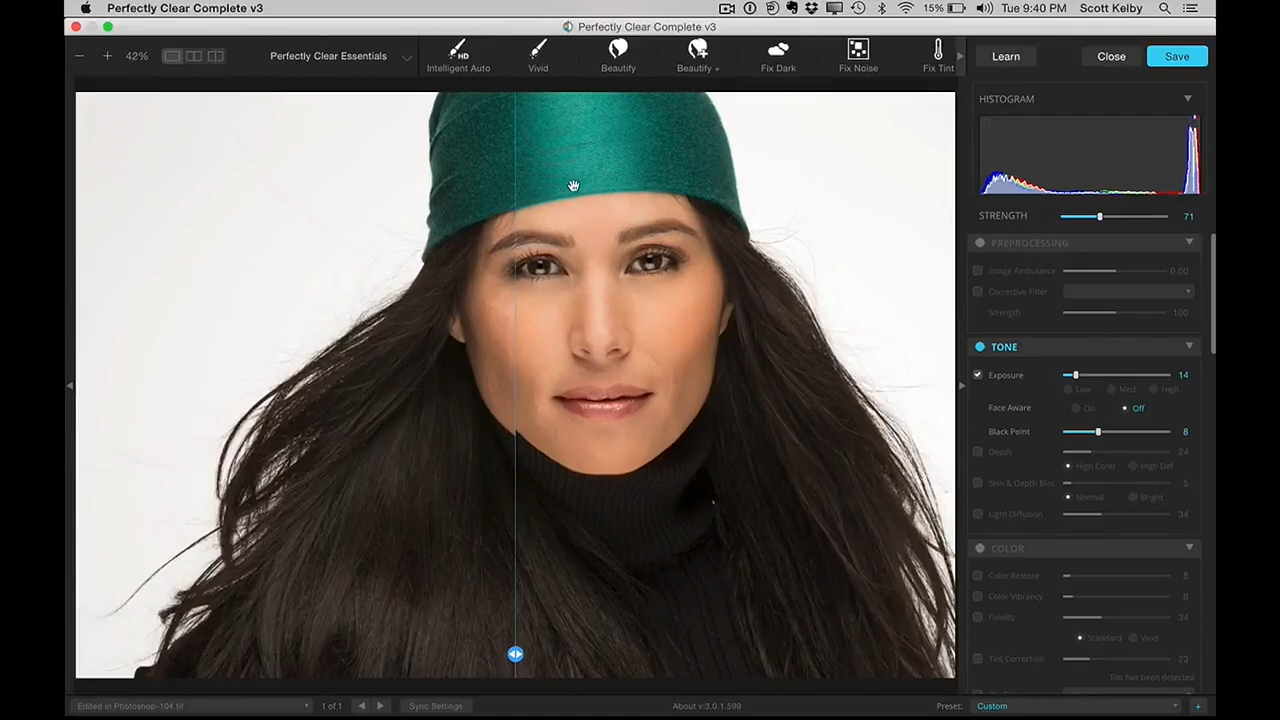 Perfectly Clear Complete v3
15%
Tue 9:40 PM
Scott Kelby
Perfectly Clear Complete v3
42%
Perfectly Clear Essentials
HD
Intelligent Auto
Vivid
Beautify
Beautify +
Fix Dark
Fix Noise
Fix Tint
Learn
Close
Save
HISTOGRAM
STRENGTH 71
PREPROCESSING
Image Ambulance 0.00
Corrective Filter
Strength 100
TONE
Exposure 14
Low Med High
Face Aware On Off
Black Point 8
Depth 24
High Contr High Def
Skin & Depth Bias 5
Normal Bright
Light Diffusion 34
COLOR
Color Restore 8
Color Vibrancy 8
Fidelity 34
Standard Vivid
Tint Correction 23
Tint has been detected
Edited in Photoshop-104.tif
1 of 1
Sync Settings
About v:3.0.1.599
Preset: Custom
+